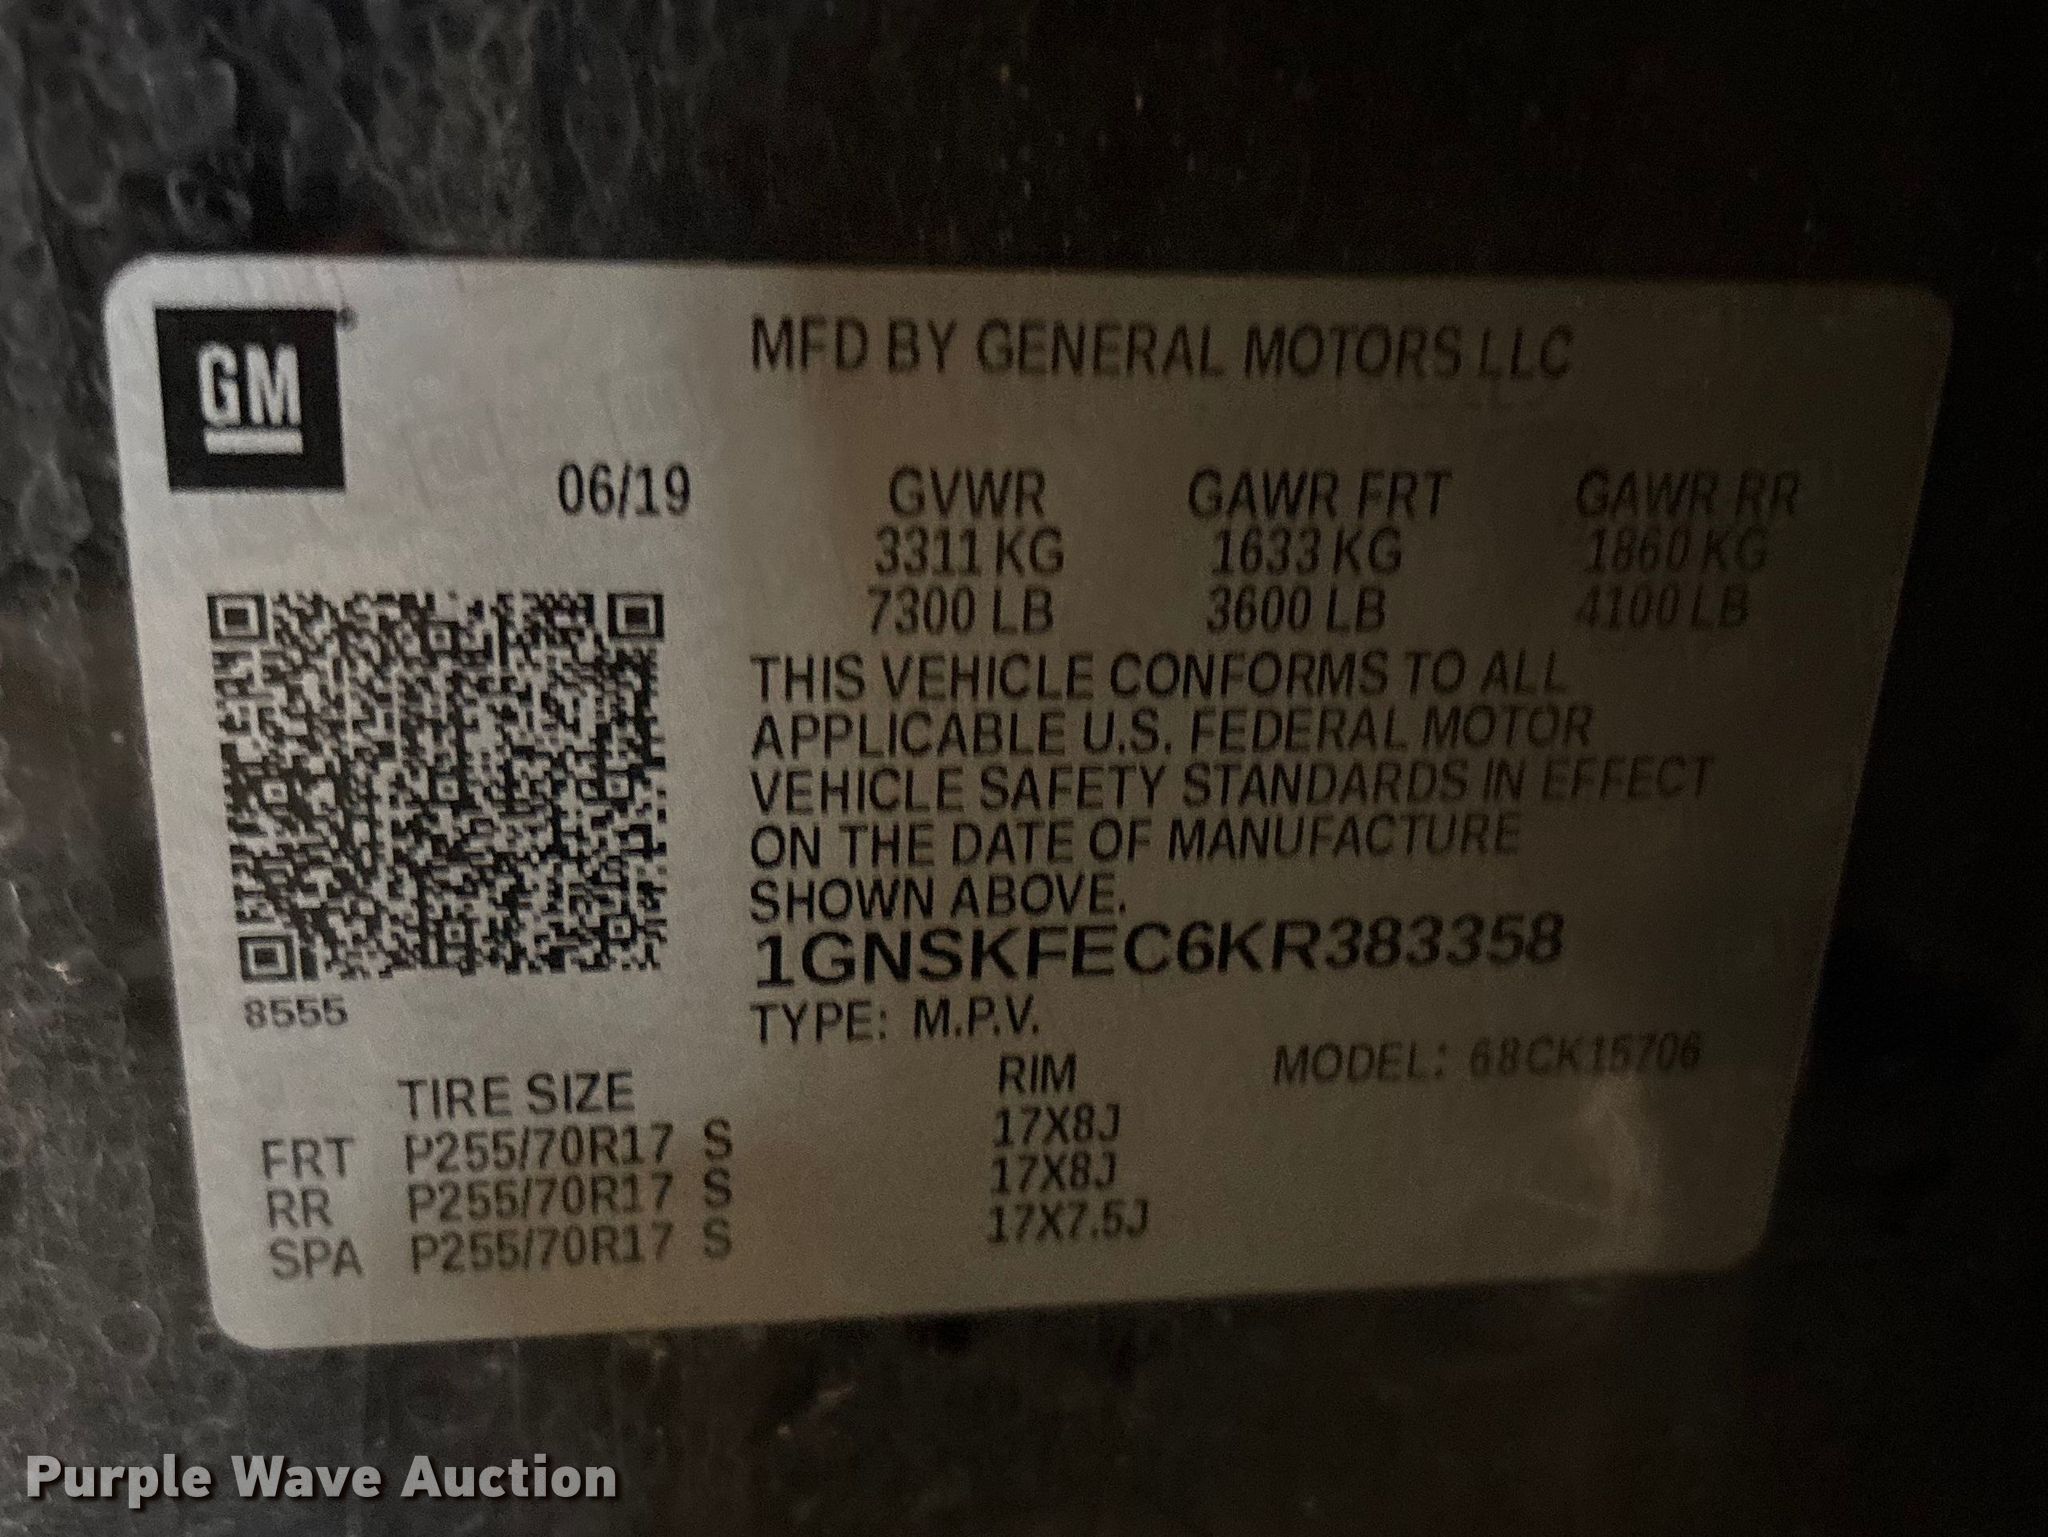 GM
MFD BY GENERAL MOTORS LLC
06/19
GVWR GAWR FRT GAWR RR
3311 KG 1633 KG 1860 KG
7300 LB 3600 LB 4100 LB
THIS VEHICLE CONFORMS TO ALL
APPLICABLE U.S. FEDERAL MOTOR
VEHICLE SAFETY STANDARDS IN EFFECT
ON THE DATE OF MANUFACTURE
SHOWN ABOVE.
1GNSKFEC6KR383358
8555
TYPE: M.P.V.
MODEL: 68CK15706
TIRE SIZE RIM
FRT P255/70R17 S 17X8J
RR P255/70R17 S 17X8J
SPA P255/70R17 S 17X7.5J
Purple Wave Auction